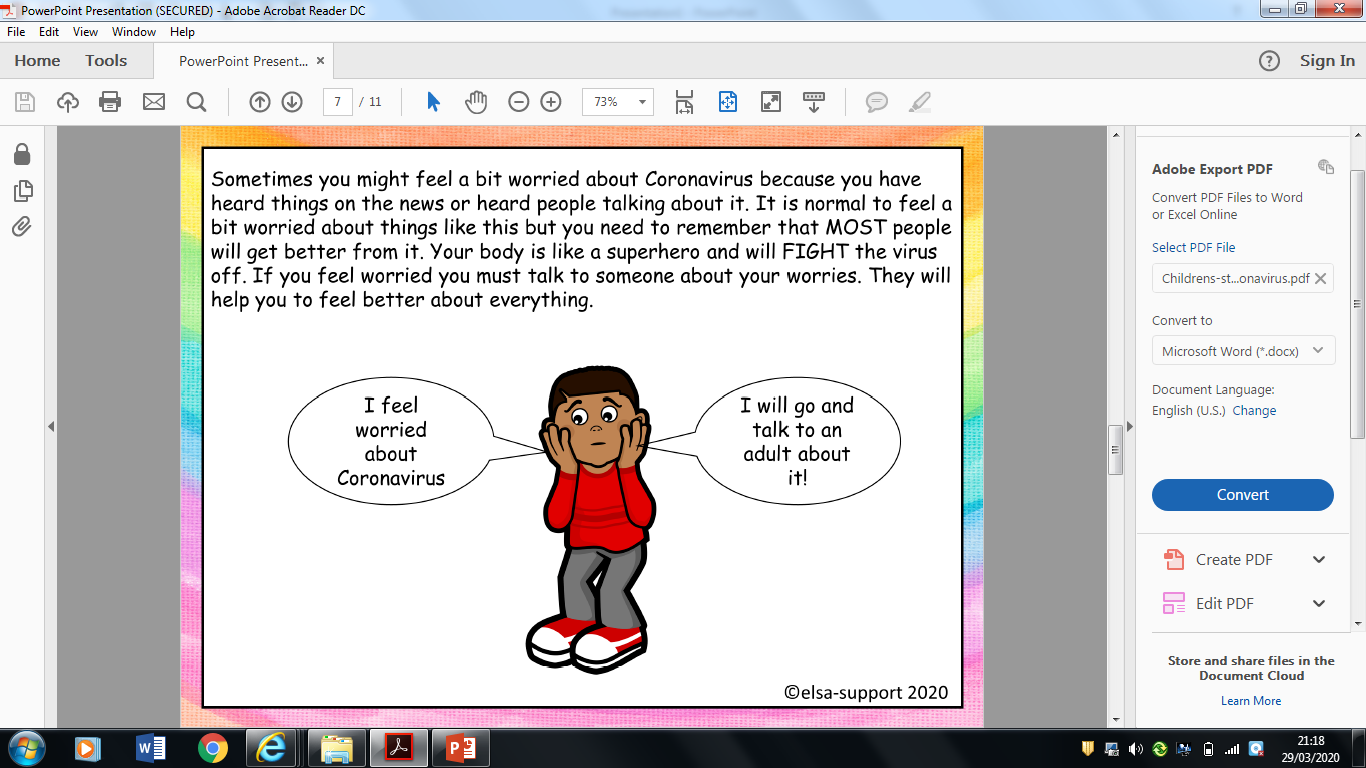 PowerPoint Presentation (SECURED) - Adobe Acrobat Reader DC
File Edit View Window Help
Home Tools PowerPoint Present... × Sign In
7 / 11 73%
Sometimes you might feel a bit worried about Coronavirus because you have
heard things on the news or heard people talking about it. It is normal to feel a
bit worried about things like this but you need to remember that MOST people
will get better from it. Your body is like a superhero and will FIGHT the virus
off. If you feel worried you must talk to someone about your worries. They will
help you to feel better about everything.
I feel
worried
about
Coronavirus
I will go and
talk to an
adult about
it!
©elsa-support 2020
Adobe Export PDF
Convert PDF Files to Word
or Excel Online
Select PDF File
Childrens-st...onavirus.pdf
Convert to
Microsoft Word (*.docx)
Document Language:
English (U.S.) Change
Convert
Create PDF
Edit PDF
Store and share files in the
Document Cloud
Learn More
21:18
29/03/2020